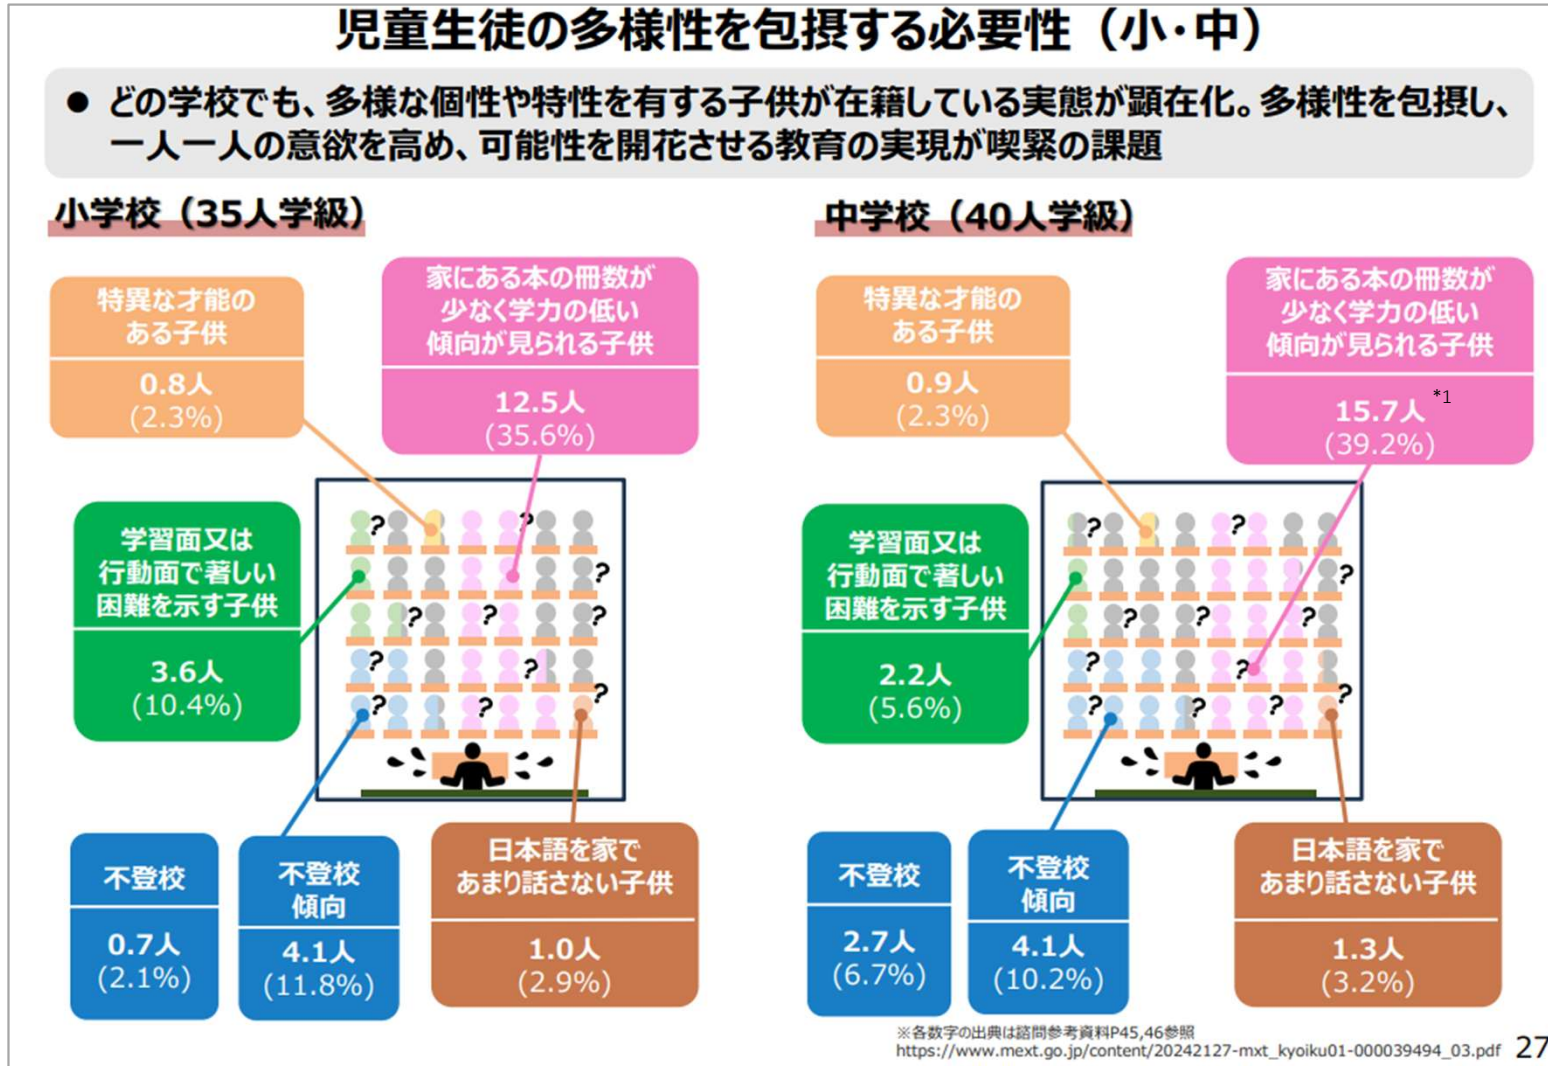 児童生徒の多様性を包摂する必要性（小・中）
● どの学校でも、多様な個性や特性を有する子供が在籍している実態が顕在化。多様性を包摂し、
一人一人の意欲を高め、可能性を開花させる教育の実現が喫緊の課題
小学校（35人学級）
特異な才能の
ある子供
0.8人
(2.3%)
家にある本の冊数が
少なく学力の低い
傾向が見られる子供
12.5人
(35.6%)
学習面又は
行動面で著しい
困難を示す子供
3.6人
(10.4%)
?
?
?
?
?
?
?
?
?
?
不登校
0.7人
(2.1%)
不登校
傾向
4.1人
(11.8%)
日本語を家で
あまり話さない子供
1.0人
(2.9%)
中学校（40人学級）
特異な才能の
ある子供
0.9人
(2.3%)
家にある本の冊数が
少なく学力の低い
傾向が見られる子供
15.7人 *1
(39.2%)
学習面又は
行動面で著しい
困難を示す子供
2.2人
(5.6%)
?
?
?
?
?
?
?
?
?
?
?
?
不登校
2.7人
(6.7%)
不登校
傾向
4.1人
(10.2%)
日本語を家で
あまり話さない子供
1.3人
(3.2%)
※各数字の出典は諮問参考資料P45,46参照
https://www.mext.go.jp/content/20242127-mxt_kyoiku01-000039494_03.pdf
27